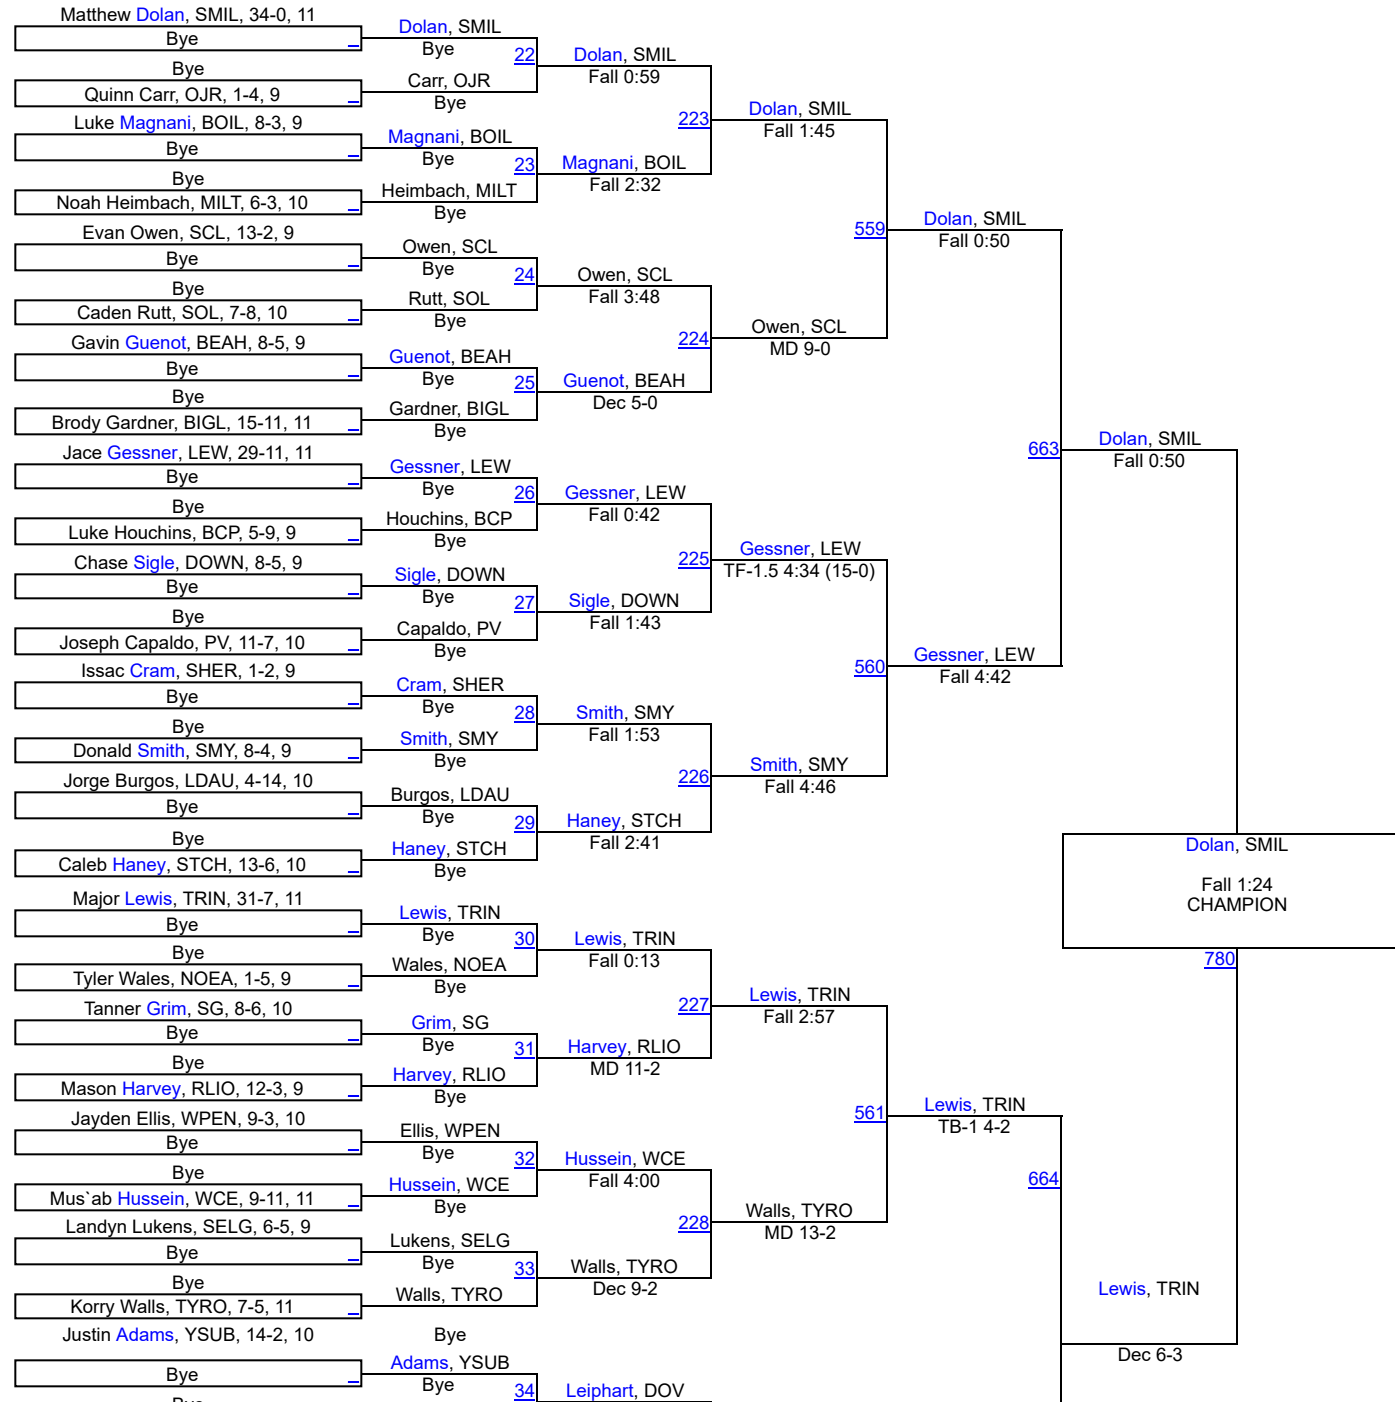 Matthew Dolan, SMIL, 34-0, 11
Bye
Bye
Quinn Carr, OJR, 1-4, 9
Luke Magnani, BOIL, 8-3, 9
Bye
Bye
Noah Heimbach, MILT, 6-3, 10
Evan Owen, SCL, 13-2, 9
Bye
Bye
Caden Rutt, SOL, 7-8, 10
Gavin Guenot, BEAH, 8-5, 9
Bye
Bye
Brody Gardner, BIGL, 15-11, 11
Jace Gessner, LEW, 29-11, 11
Bye
Bye
Luke Houchins, BCP, 5-9, 9
Chase Sigle, DOWN, 8-5, 9
Bye
Bye
Joseph Capaldo, PV, 11-7, 10
Issac Cram, SHER, 1-2, 9
Bye
Bye
Donald Smith, SMY, 8-4, 9
Jorge Burgos, LDAU, 4-14, 10
Bye
Bye
Caleb Haney, STCH, 13-6, 10
Major Lewis, TRIN, 31-7, 11
Bye
Bye
Tyler Wales, NOEA, 1-5, 9
Tanner Grim, SG, 8-6, 10
Bye
Bye
Mason Harvey, RLIO, 12-3, 9
Jayden Ellis, WPEN, 9-3, 10
Bye
Bye
Mus`ab Hussein, WCE, 9-11, 11
Landyn Lukens, SELG, 6-5, 9
Bye
Bye
Korry Walls, TYRO, 7-5, 11
Justin Adams, YSUB, 14-2, 10
Bye
Bye
Dolan, SMIL
Bye
22
Carr, OJR
Bye
Magnani, BOIL
Bye
23
Heimbach, MILT
Bye
Owen, SCL
Bye
24
Rutt, SOL
Bye
Guenot, BEAH
Bye
25
Gardner, BIGL
Bye
Gessner, LEW
Bye
26
Houchins, BCP
Bye
Sigle, DOWN
Bye
27
Capaldo, PV
Bye
Cram, SHER
Bye
28
Smith, SMY
Bye
Burgos, LDAU
Bye
29
Haney, STCH
Bye
Lewis, TRIN
Bye
30
Wales, NOEA
Bye
Grim, SG
Bye
31
Harvey, RLIO
Bye
Ellis, WPEN
Bye
32
Hussein, WCE
Bye
Lukens, SELG
Bye
33
Walls, TYRO
Bye
Adams, YSUB
Bye
34
Dolan, SMIL
Fall 0:59
223
Magnani, BOIL
Fall 2:32
Owen, SCL
Fall 3:48
224
Guenot, BEAH
Dec 5-0
Gessner, LEW
Fall 0:42
225
Sigle, DOWN
Fall 1:43
Smith, SMY
Fall 1:53
226
Haney, STCH
Fall 2:41
Lewis, TRIN
Fall 0:13
227
Harvey, RLIO
MD 11-2
Hussein, WCE
Fall 4:00
228
Walls, TYRO
Dec 9-2
Leiphart, DOV
Dolan, SMIL
Fall 1:45
559
Owen, SCL
MD 9-0
Gessner, LEW
TF-1.5 4:34 (15-0)
560
Smith, SMY
Fall 4:46
Lewis, TRIN
Fall 2:57
561
Walls, TYRO
MD 13-2
Dolan, SMIL
Fall 0:50
663
Gessner, LEW
Fall 4:42
Lewis, TRIN
TB-1 4-2
664
Dolan, SMIL
Fall 0:50
Dolan, SMIL
Fall 1:24
CHAMPION
780
Lewis, TRIN
Dec 6-3